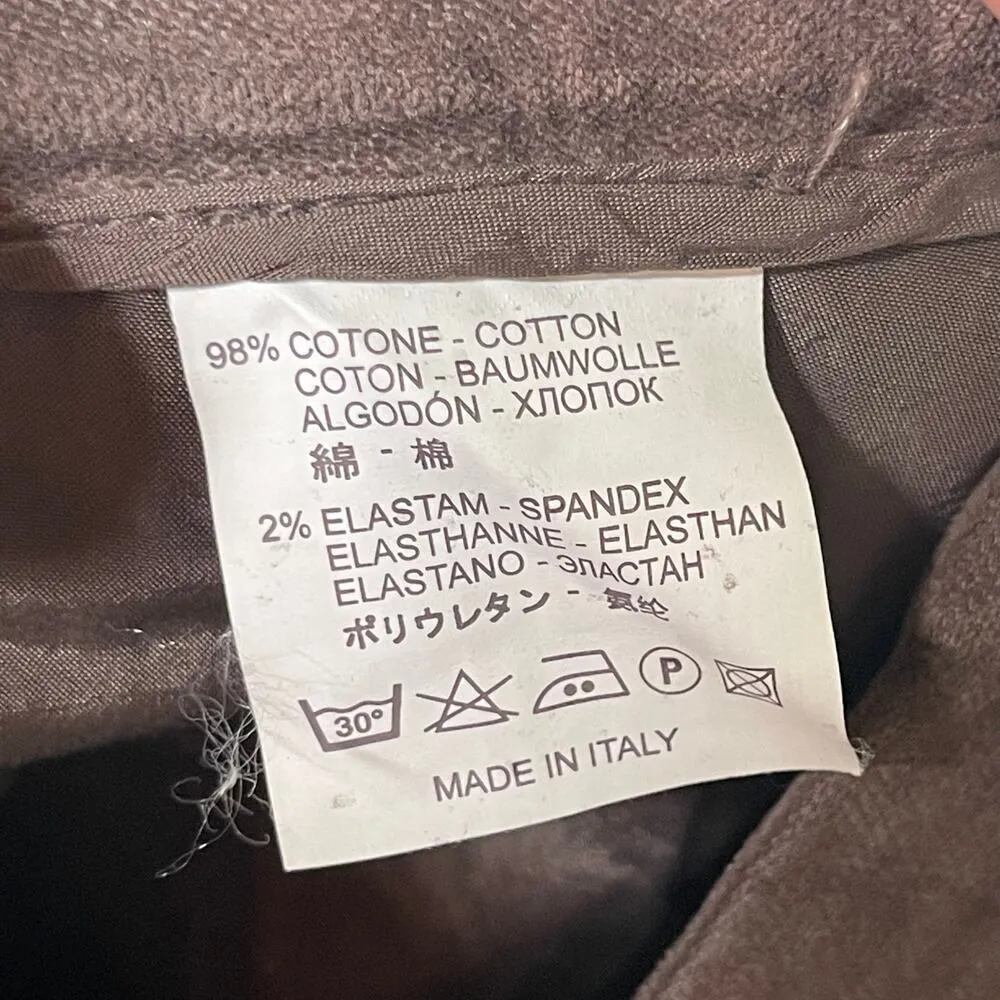 98% COTONE - COTTON
COTON - BAUMWOLLE
ALGODÓN - ХЛОПОК
綿 - 棉
2% ELASTAM - SPANDEX
ELASTHANNE - ELASTHAN
ELASTANO - ЭЛАСТАН
ポリウレタン - 氨纶
30° P
MADE IN ITALY